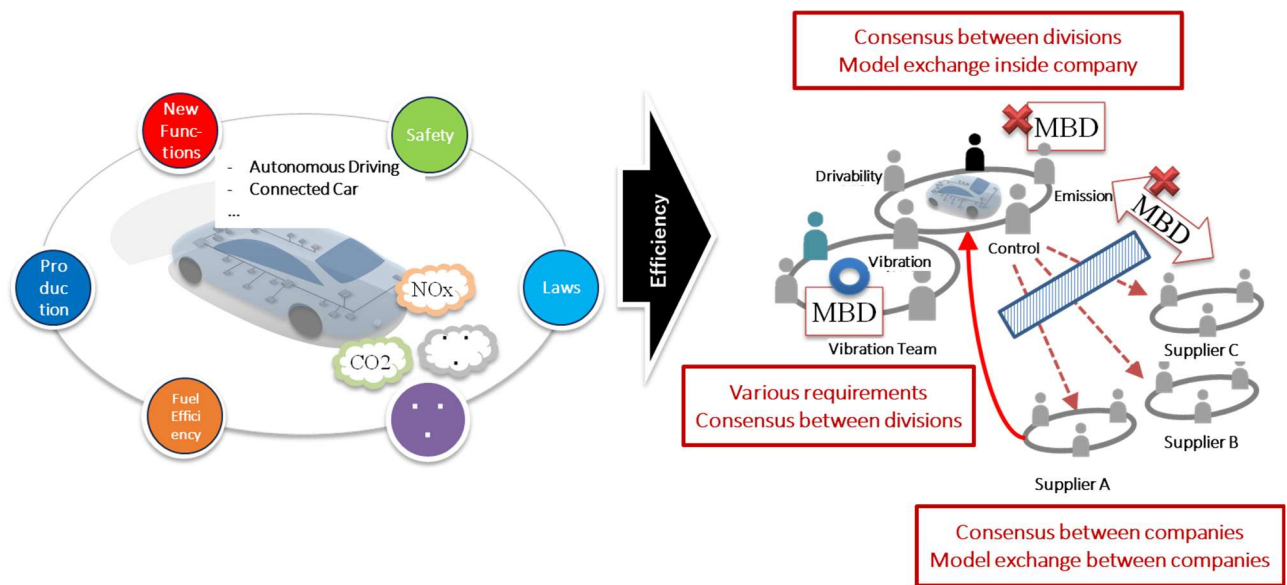 New
Func-
tions
Safety
- Autonomous Driving
- Connected Car
...
Pro
duc
tion
NOx
Laws
CO2
Fuel
Effici
ency
Efficiency
Consensus between divisions
Model exchange inside company
MBD
Drivability
Emission
MBD
Control
Vibration
MBD
Vibration Team
Supplier C
Various requirements
Consensus between divisions
Supplier B
Supplier A
Consensus between companies
Model exchange between companies